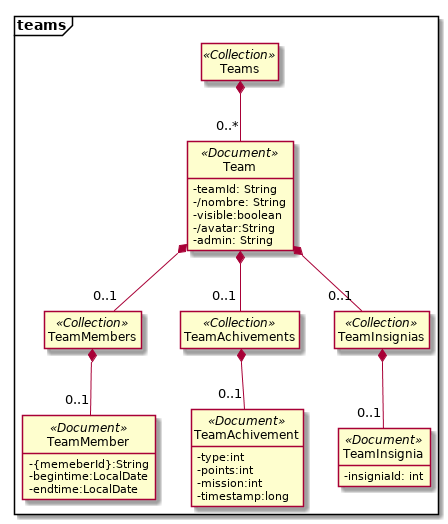 teams
«Collection»
Teams
0..*
«Document»
Team
-teamId: String
-/nombre: String
-visible:boolean
-/avatar:String
-admin: String
0..1 0..1 0..1
«Collection» «Collection» «Collection»
TeamMembers TeamAchivements TeamInsignias
0..1 0..1 0..1
«Document»
TeamMember
-{memeberId}:String
-begintime:LocalDate
-endtime:LocalDate
«Document»
TeamAchivement
-type:int
-points:int
-mission:int
-timestamp:long
«Document»
TeamInsignia
-insigniaId: int